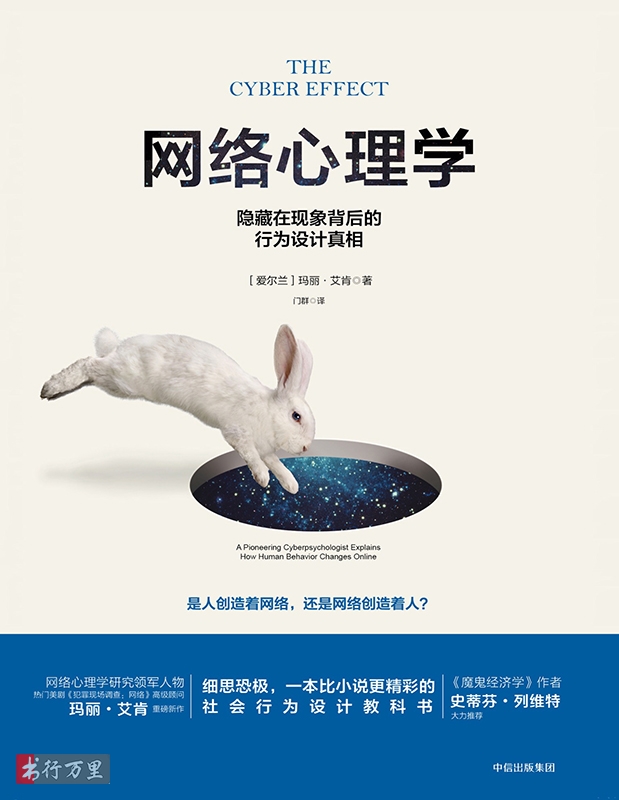 THE
CYBER EFFECT
网络心理学
隐藏在现象背后的
行为设计真相
[爱尔兰]玛丽·艾肯◎著
门群◎译
A Pioneering Cyberpsychologist Explains
How Human Behavior Changes Online
是人创造着网络，还是网络创造着人？
网络心理学研究领军人物
热门美剧《犯罪现场调查：网络》高级顾问
玛丽·艾肯 重磅新作
细思恐极，一本比小说更精彩的
社会行为设计教科书
《魔鬼经济学》作者
史蒂芬·列维特
大力推荐
书行万里
中信出版集团